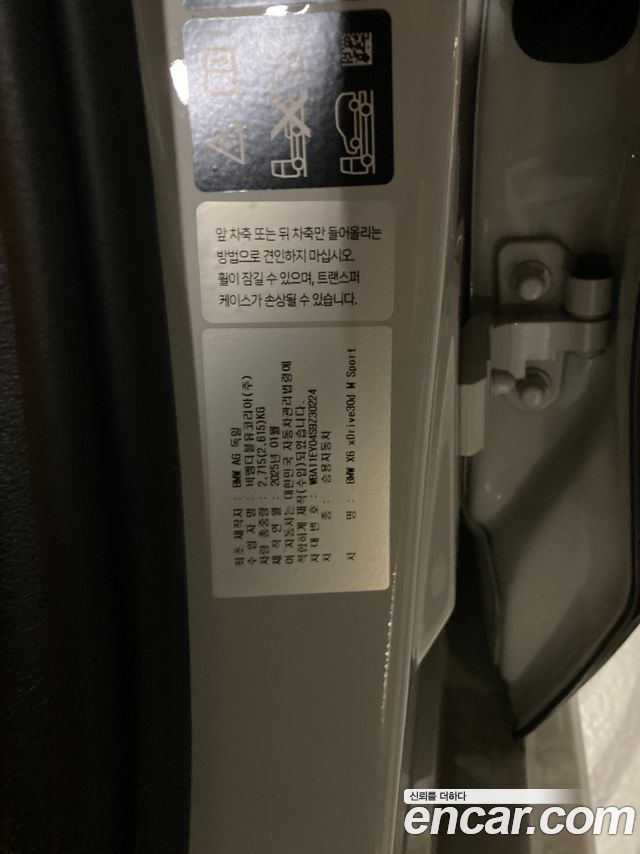 앞 차축 또는 뒤 차축만 들어올리는
방법으로 견인하지 마십시오.
휠이 잠길 수 있으며, 트랜스퍼
케이스가 손상될 수 있습니다.
최초 제작자 : BMW AG 독일
수 입 자 명 : 비엠더블유코리아(주)
차량 총중량 : 2,715(2,815)KG
제 작 연 월 : 2025년 01월
이 자동차는 대한민국 자동차관리법령에
적합하게 제작(수입)되었습니다.
차 대 번 호 : WBA11EY04S9Z30224
차 종 : 승용자동차
차 명 : BMW X6 xDrive30d M Sport
신뢰를 더하다
encar.com